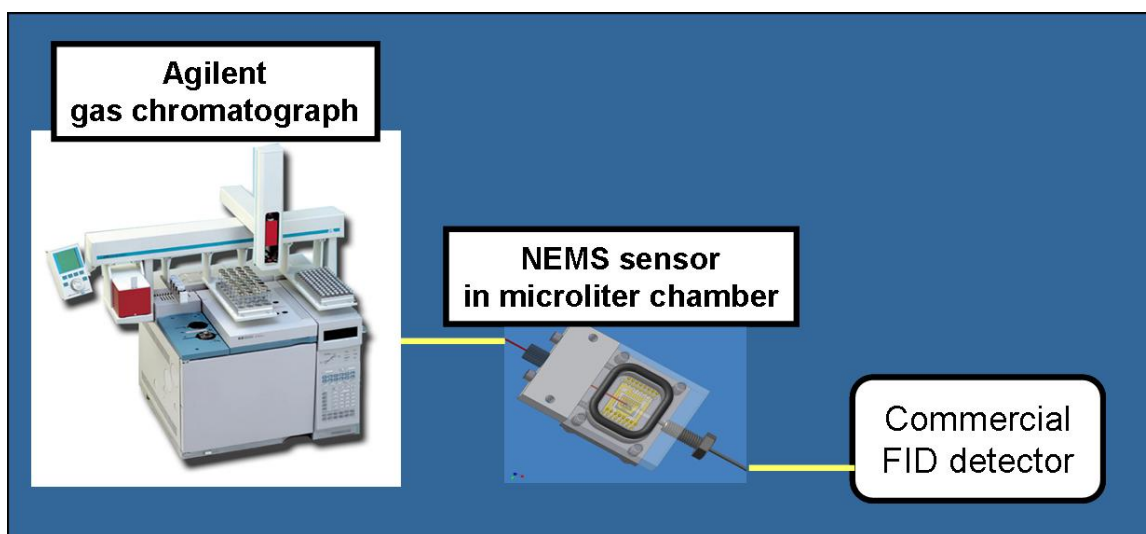 Agilent
gas chromatograph
NEMS sensor
in microliter chamber
Commercial
FID detector